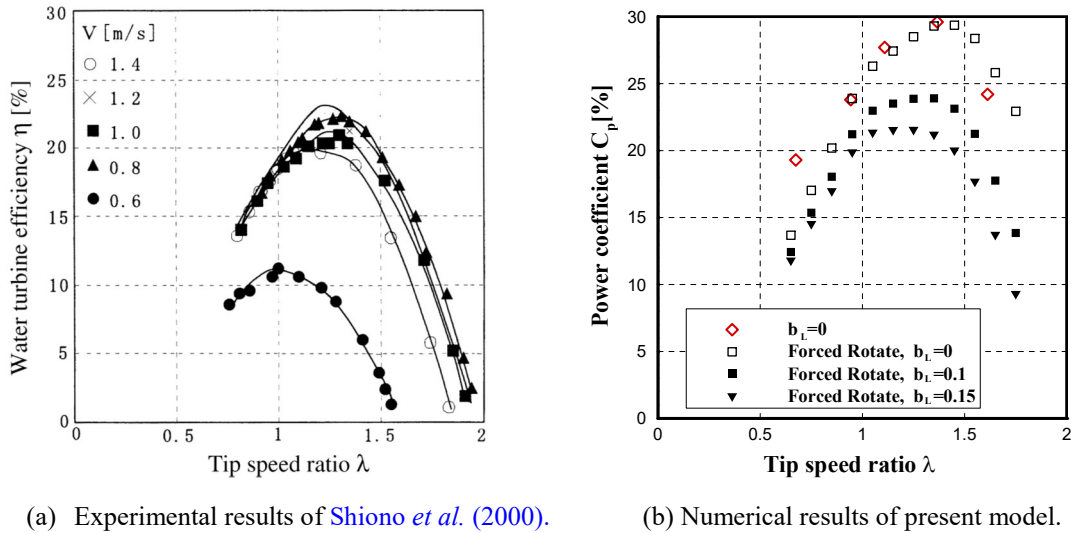 V [m/s]
1.4
1.2
1.0
0.8
0.6
Water turbine efficiency η [%]
30
25
20
15
10
5
0
0 0.5 1 1.5 2
Tip speed ratio λ
(a) Experimental results of Shiono et al. (2000).
Power coefficient Cp[%]
30
25
20
15
10
5
0
bL=0
Forced Rotate, bL=0
Forced Rotate, bL=0.1
Forced Rotate, bL=0.15
0 0.5 1 1.5 2
Tip speed ratio λ
(b) Numerical results of present model.